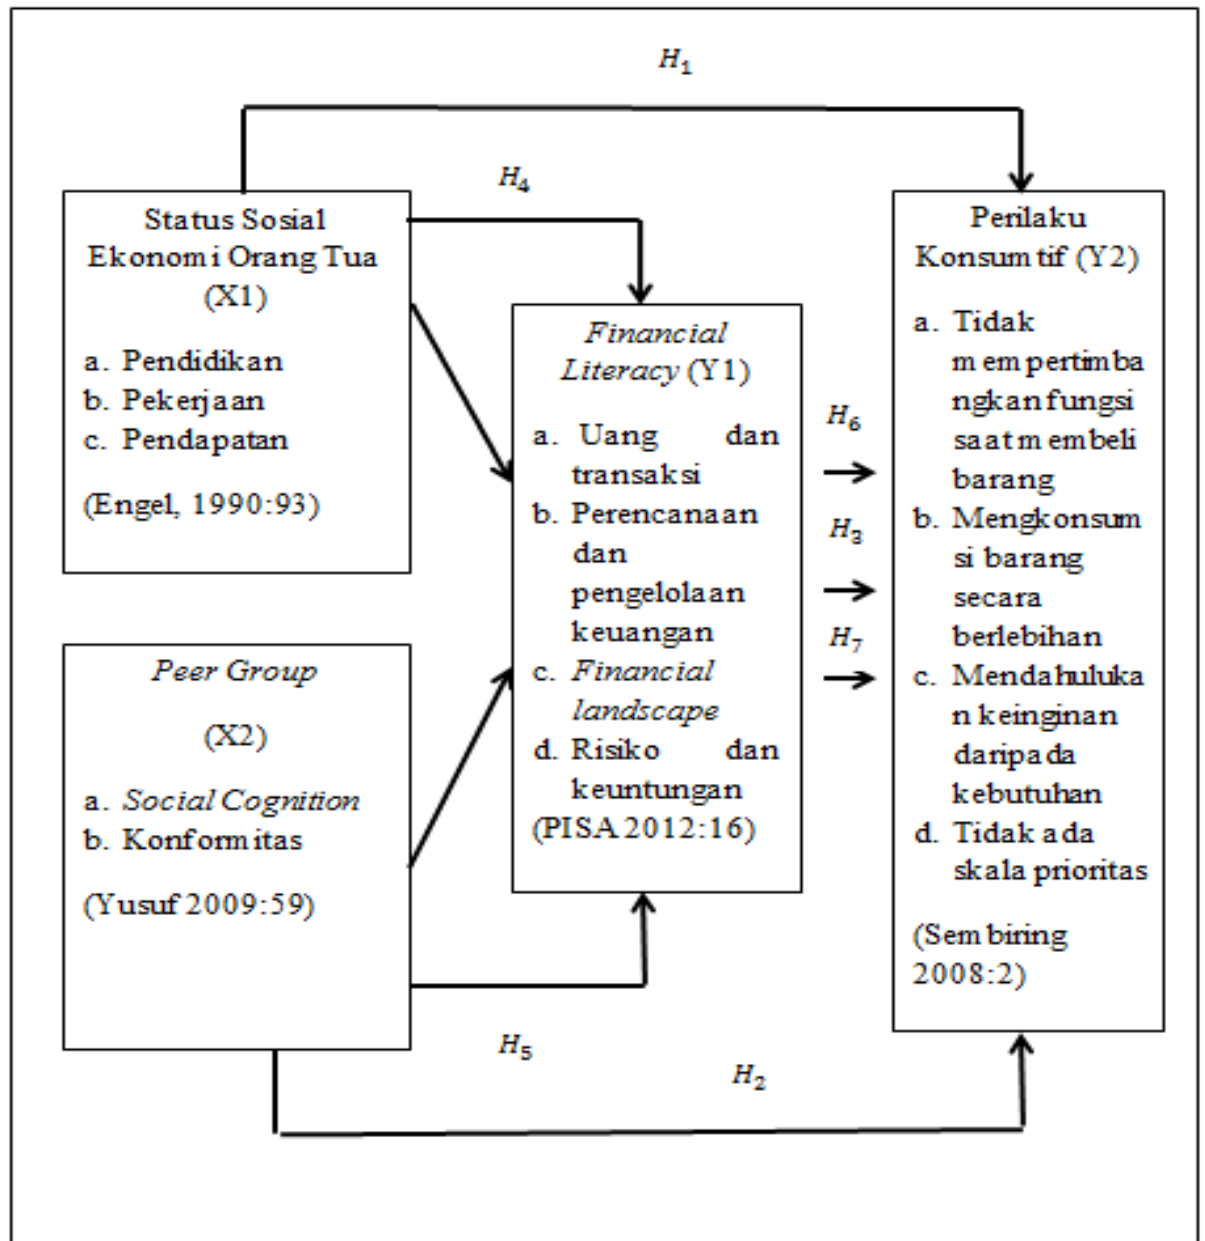 H₁
H₄
Status Sosial
Ekonomi Orang Tua
(X1)
a. Pendidikan
b. Pekerjaan
c. Pendapatan
(Engel, 1990:93)
Peer Group
(X2)
a. Social Cognition
b. Konformitas
(Yusuf 2009:59)
Financial
Literacy (Y1)
a. Uang dan
transaksi
b. Perencanaan
dan
pengelolaan
keuangan
c. Financial
landscape
d. Risiko dan
keuntungan
(PISA 2012:16)
H₆
H₃
H₇
Perilaku
Konsumtif (Y2)
a. Tidak
mempertimba
ngkan fungsi
saat membeli
barang
b. Mengkonsum
si barang
secara
berlebihan
c. Mendahuluka
n keinginan
daripada
kebutuhan
d. Tidak ada
skala prioritas
(Sembiring
2008:2)
H₅
H₂